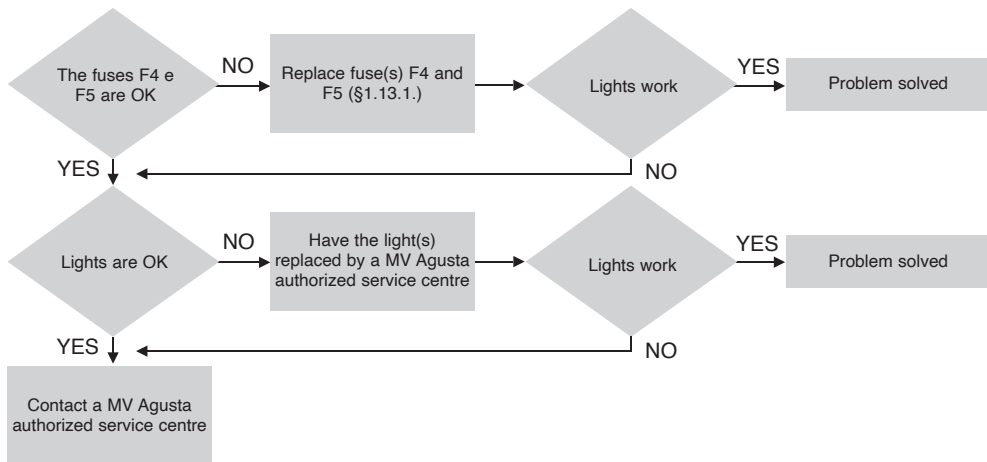 The fuses F4 e
F5 are OK
NO
Replace fuse(s) F4 and
F5 (§1.13.1.)
Lights work
YES
Problem solved
YES
NO
Lights are OK
NO
Have the light(s)
replaced by a MV Agusta
authorized service centre
Lights work
YES
Problem solved
YES
NO
Contact a MV Agusta
authorized service centre